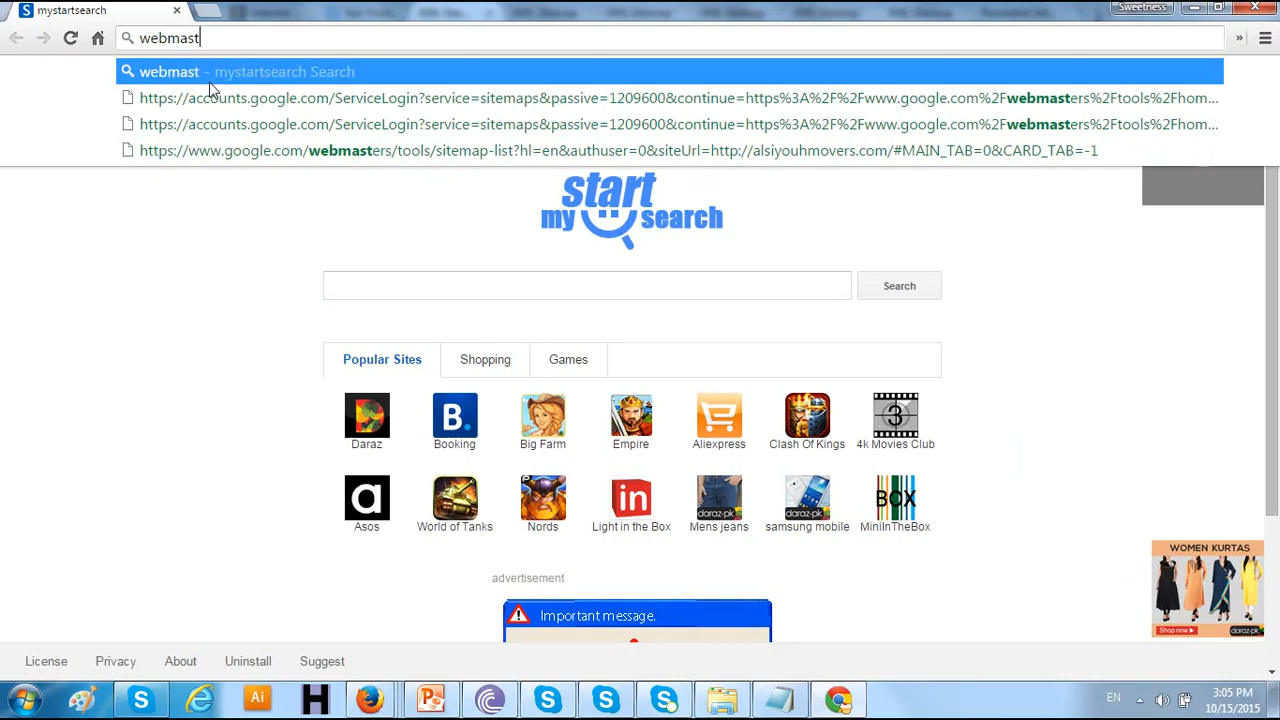 mystartsearch
Sweetness
webmast
webmast - mystartsearch Search
https://accounts.google.com/ServiceLogin?service=sitemaps&passive=1209600&continue=https%3A%2F%2Fwww.google.com%2Fwebmasters%2Ftools%2Fhom...
https://accounts.google.com/ServiceLogin?service=sitemaps&passive=1209600&continue=https%3A%2F%2Fwww.google.com%2Fwebmasters%2Ftools%2Fhom...
https://www.google.com/webmasters/tools/sitemap-list?hl=en&authuser=0&siteUrl=http://alsiyouhmovers.com/#MAIN_TAB=0&CARD_TAB=-1
start
my search
Search
Popular Sites Shopping Games
Daraz Booking Big Farm Empire Aliexpress Clash Of Kings 4k Movies Club
Asos World of Tanks Nords Light in the Box Mens jeans samsung mobile MiniInTheBox
advertisement
Important message.
WOMEN KURTAS
Shop now
daraz.pk
License Privacy About Uninstall Suggest
EN 3:05 PM
10/15/2015